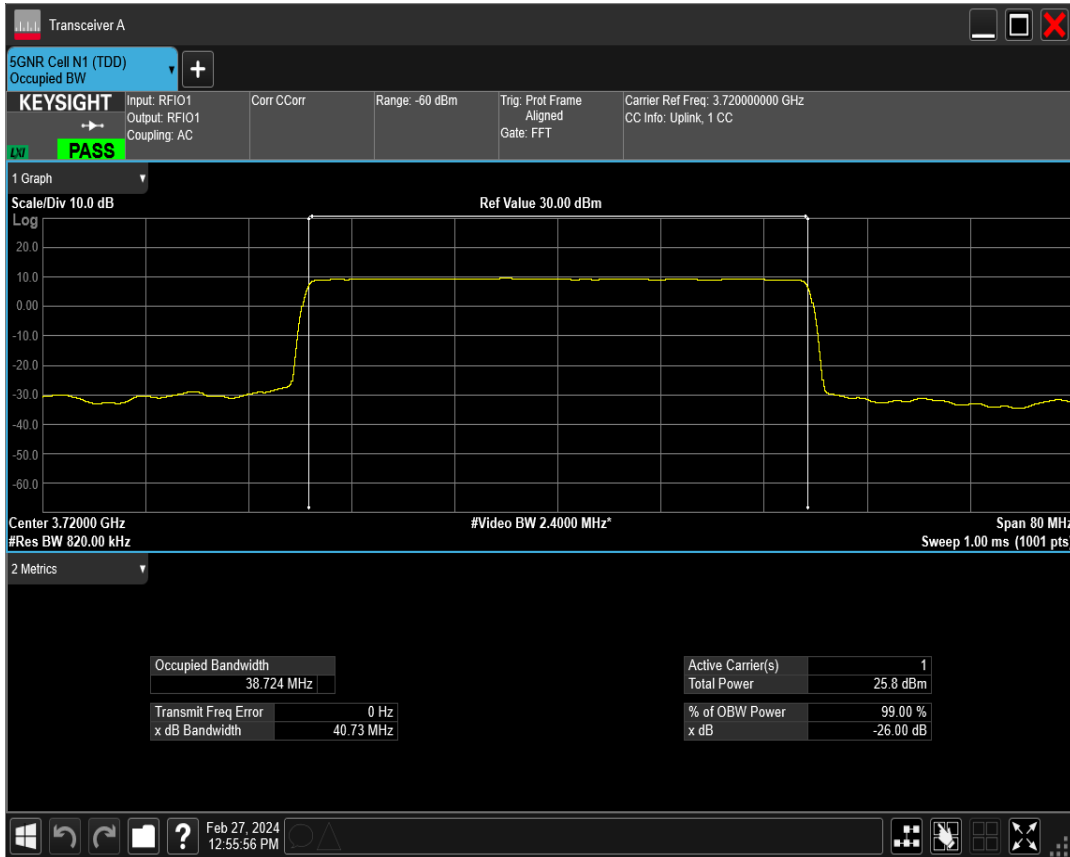 Transceiver A
5GNR Cell N1 (TDD)
Occupied BW
+
KEYSIGHT
LXI
PASS
Input: RFIO1
Output: RFIO1
Coupling: AC
Corr CCorr
Range: -60 dBm
Trig: Prot Frame
Aligned
Gate: FFT
Carrier Ref Freq: 3.720000000 GHz
CC Info: Uplink, 1 CC
1 Graph
Scale/Div 10.0 dB
Ref Value 30.00 dBm
Log
20.0
10.0
0.00
-10.0
-20.0
-30.0
-40.0
-50.0
-60.0
Center 3.72000 GHz
#Video BW 2.4000 MHz*
Span 80 MHz
#Res BW 820.00 kHz
Sweep 1.00 ms (1001 pts)
2 Metrics
Occupied Bandwidth
38.724 MHz
Transmit Freq Error 0 Hz
x dB Bandwidth 40.73 MHz
Active Carrier(s) 1
Total Power 25.8 dBm
% of OBW Power 99.00 %
x dB -26.00 dB
?
Feb 27, 2024
12:55:56 PM